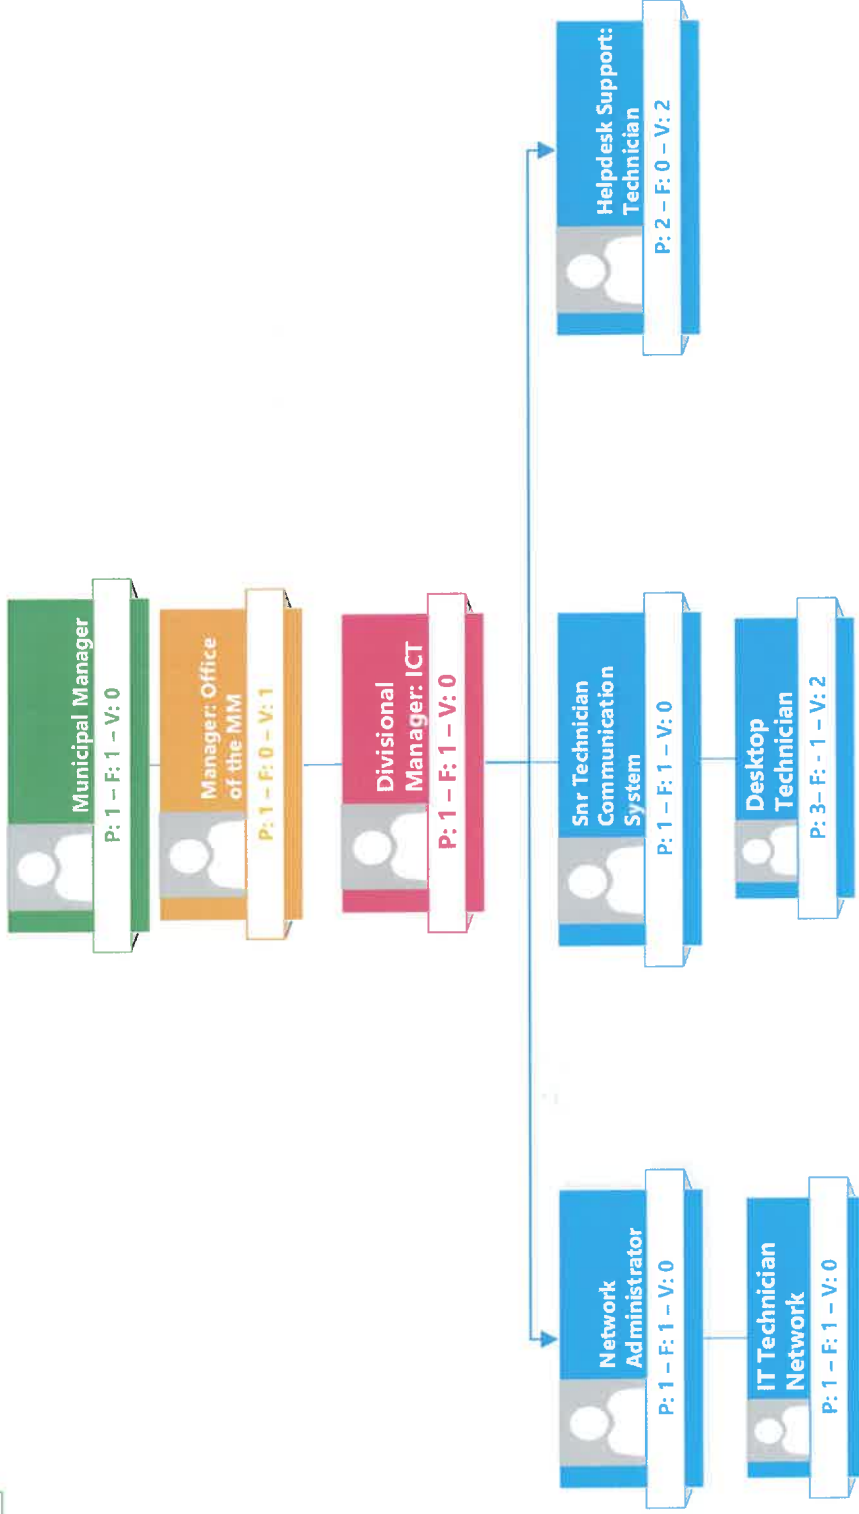 Municipal Manager
P: 1 – F: 1 – V: 0
Manager: Office
of the MM
P: 1 – F: 0 – V: 1
Divisional
Manager: ICT
P: 1 – F: 1 – V: 0
Network
Administrator
P: 1 – F: 1 – V: 0
Snr Technician
Communication
System
P: 1 – F: 1 – V: 0
Helpdesk Support:
Technician
P: 2 – F: 0 – V: 2
IT Technician
Network
P: 1 – F: 1 – V: 0
Desktop
Technician
P: 3– F: - 1 – V: 2